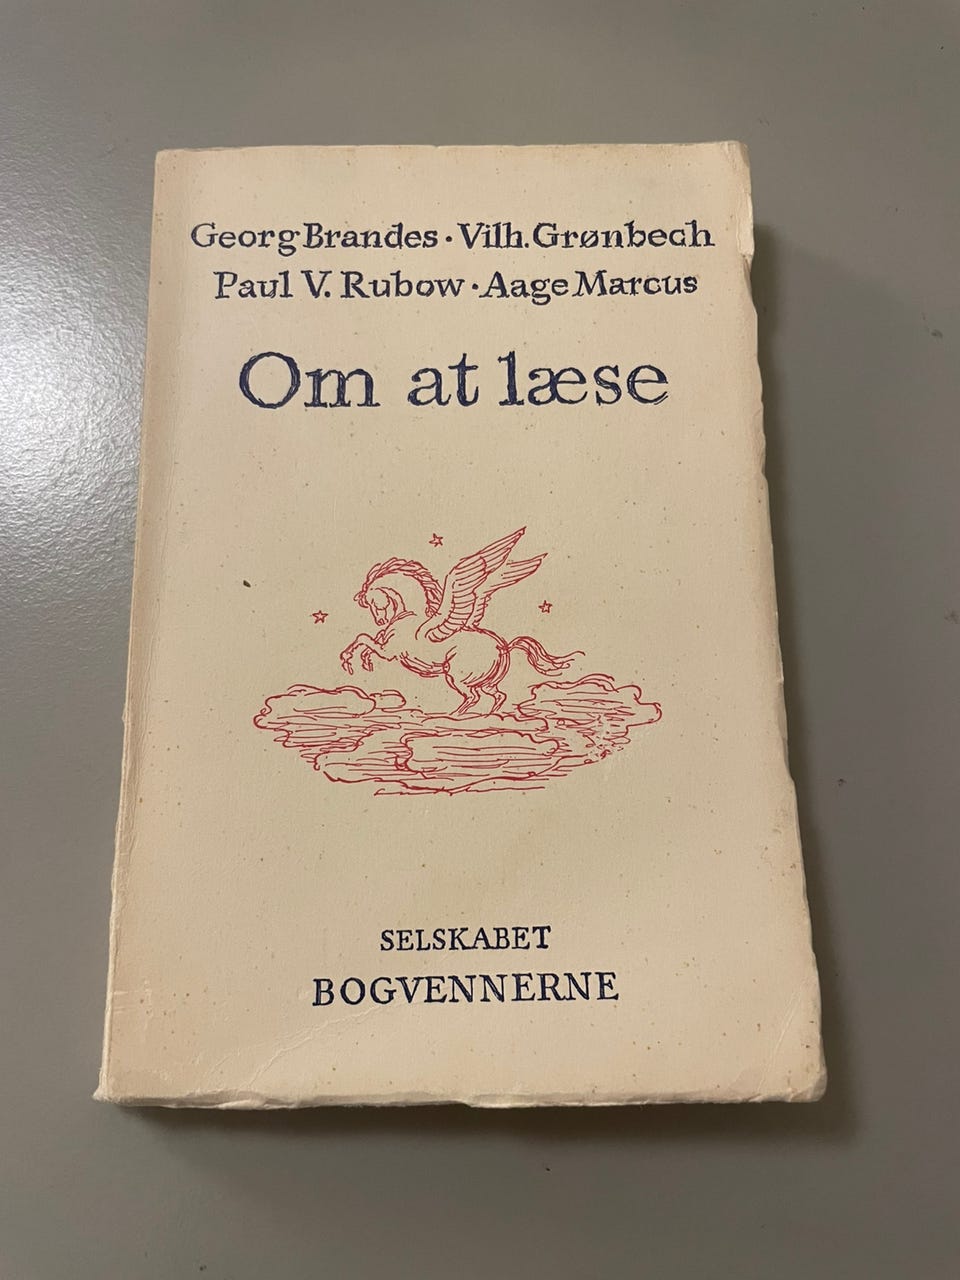 Georg Brandes · Vilh. Grønbech
Paul V. Rubow · Aage Marcus
Om at læse
SELSKABET
BOGVENNERNE